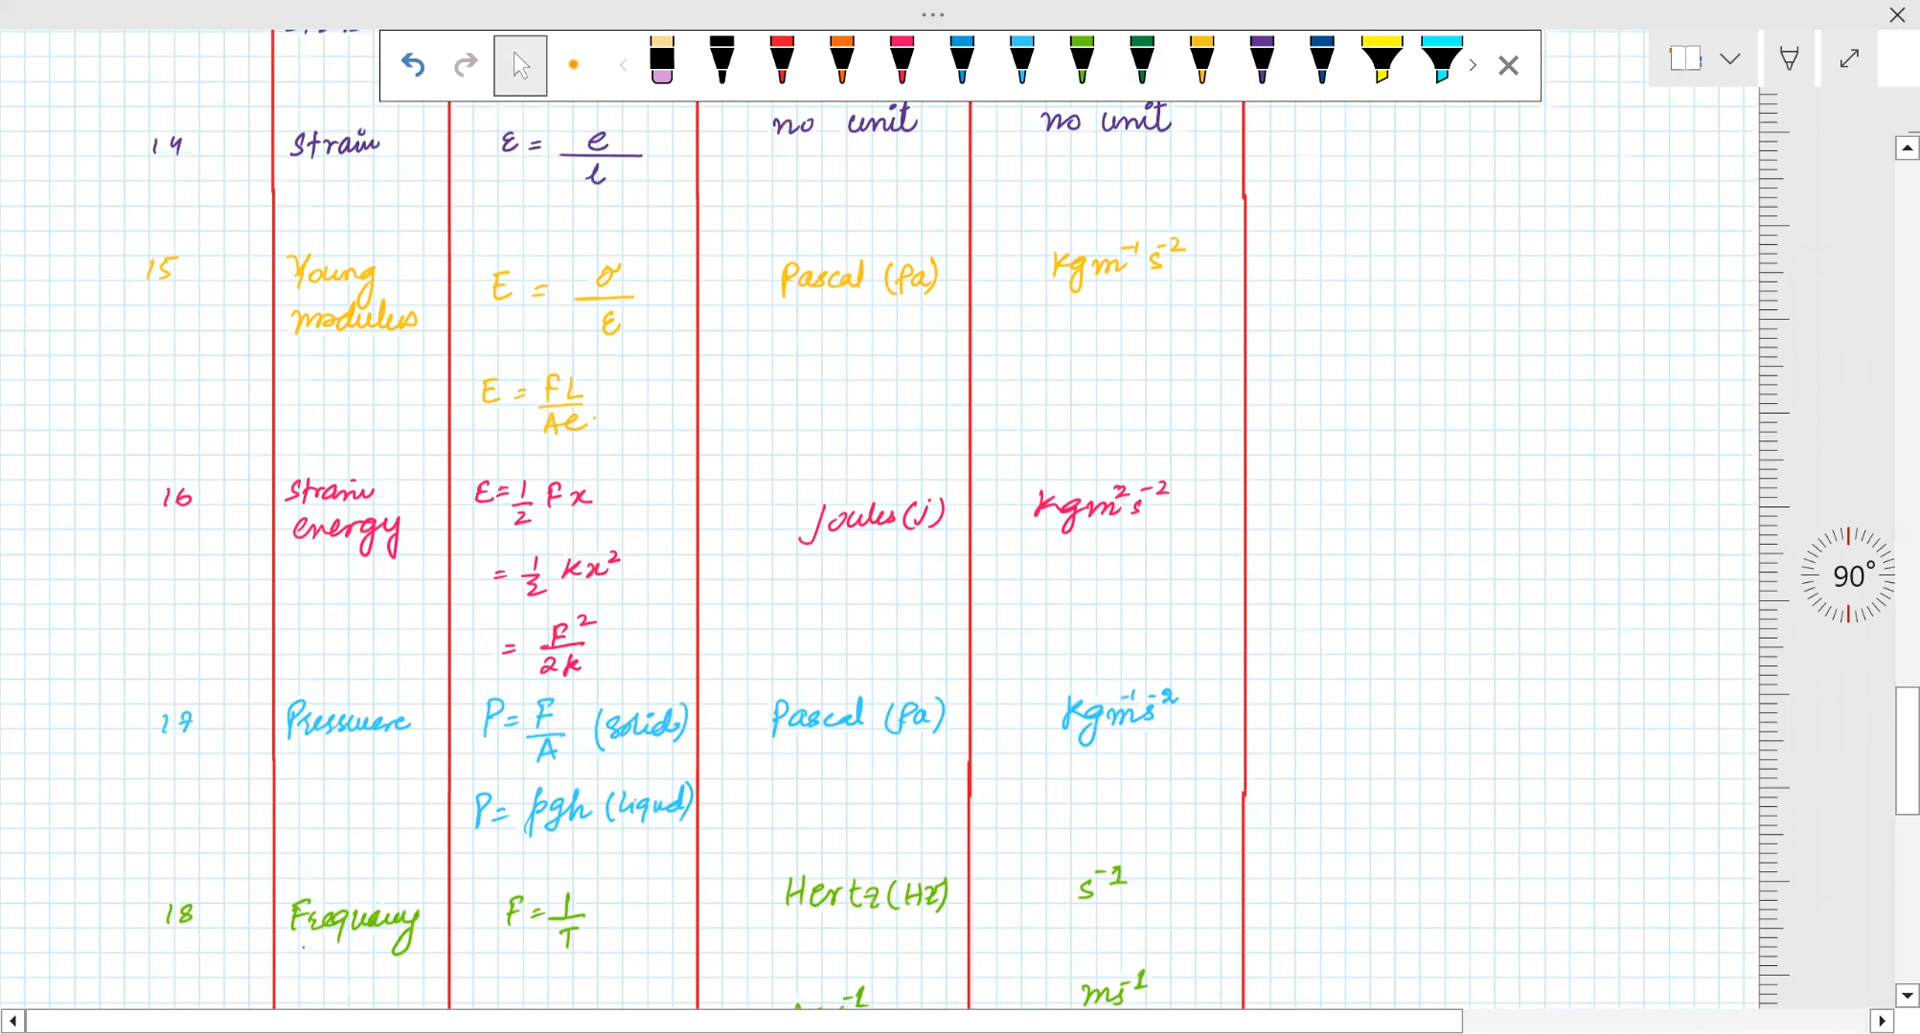 14 Strain ε = e/l no unit no unit
15 Young modulus E = σ/ε Pascal (Pa) kgm⁻¹s⁻²
E = FL/Ae
16 Strain energy E = 1/2 Fx Joules (j) kgm²s⁻²
= 1/2 kx²
= F²/2k
17 Pressure P = F/A (solids) Pascal (Pa) kgm⁻¹s⁻²
P = ρgh (Liquid)
18 Frequency F = 1/T Hertz (Hz) s⁻¹
ms⁻¹
90°